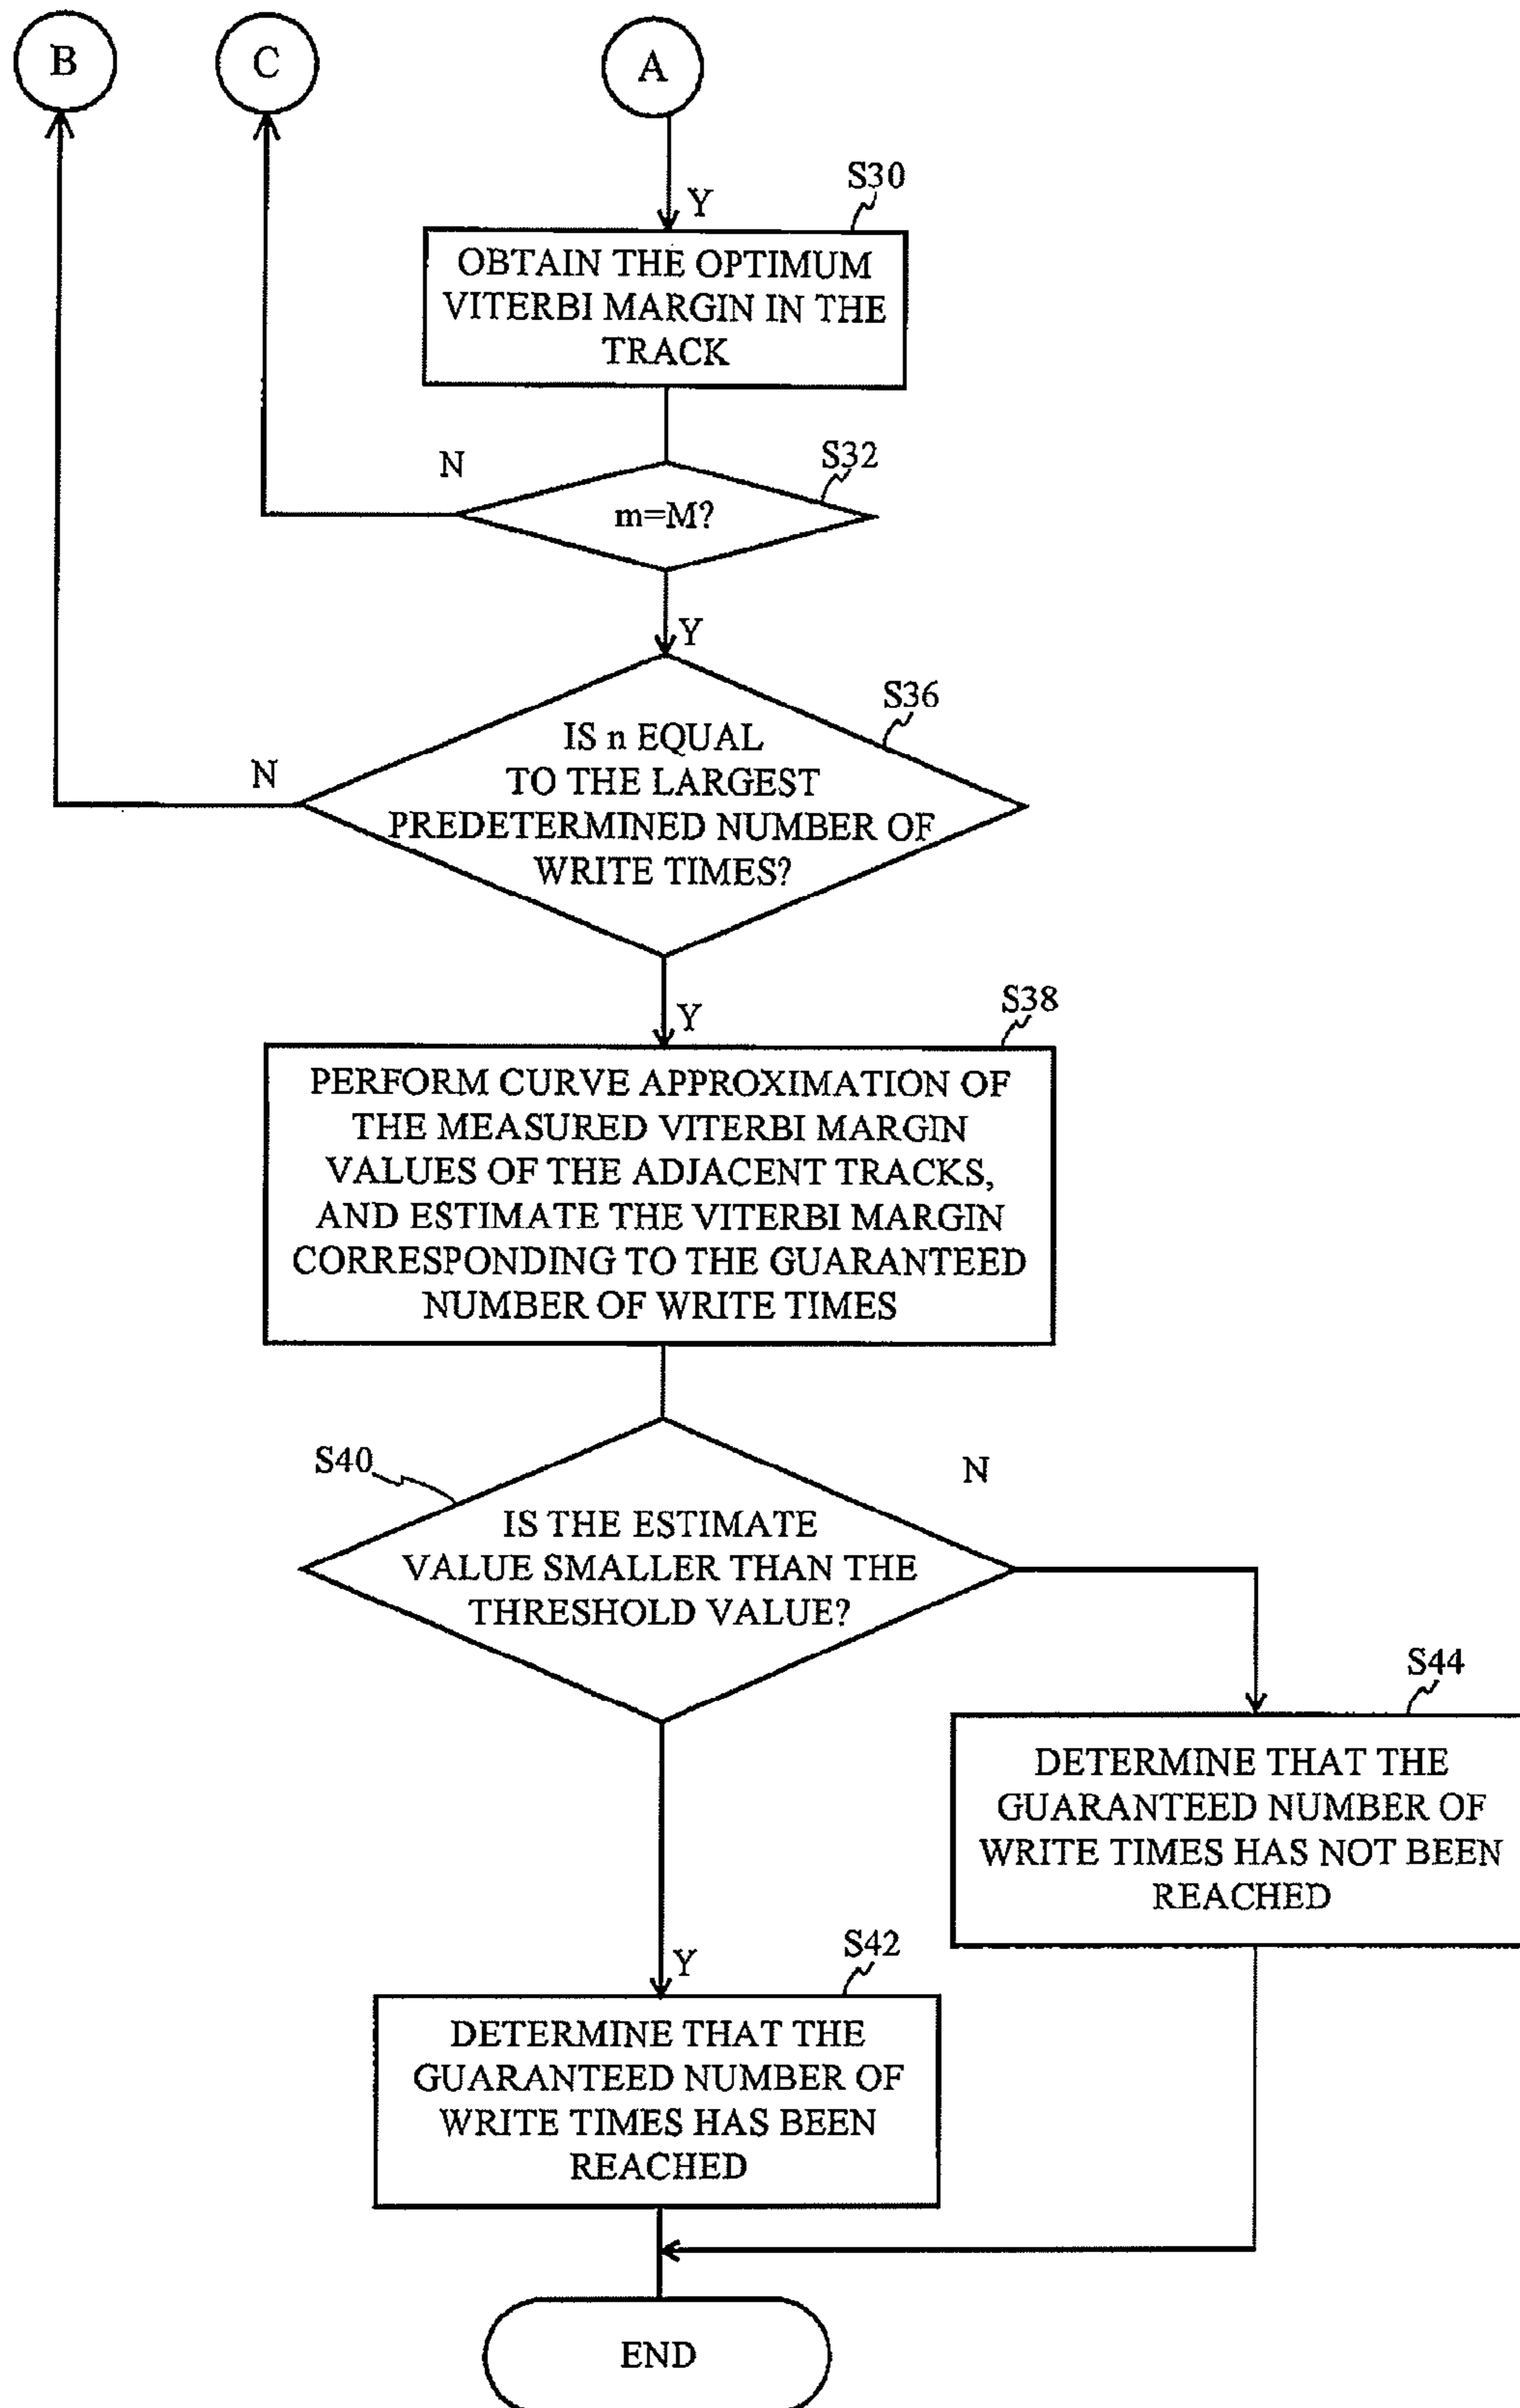 B
C
A
S30
Y
OBTAIN THE OPTIMUM
VITERBI MARGIN IN THE
TRACK
N
S32
m=M?
Y
S36
IS n EQUAL
TO THE LARGEST
PREDETERMINED NUMBER OF
WRITE TIMES?
N
Y
S38
PERFORM CURVE APPROXIMATION OF
THE MEASURED VITERBI MARGIN
VALUES OF THE ADJACENT TRACKS,
AND ESTIMATE THE VITERBI MARGIN
CORRESPONDING TO THE GUARANTEED
NUMBER OF WRITE TIMES
S40
N
IS THE ESTIMATE
VALUE SMALLER THAN THE
THRESHOLD VALUE?
S44
DETERMINE THAT THE
GUARANTEED NUMBER OF
WRITE TIMES HAS NOT BEEN
REACHED
Y
S42
DETERMINE THAT THE
GUARANTEED NUMBER OF
WRITE TIMES HAS BEEN
REACHED
END